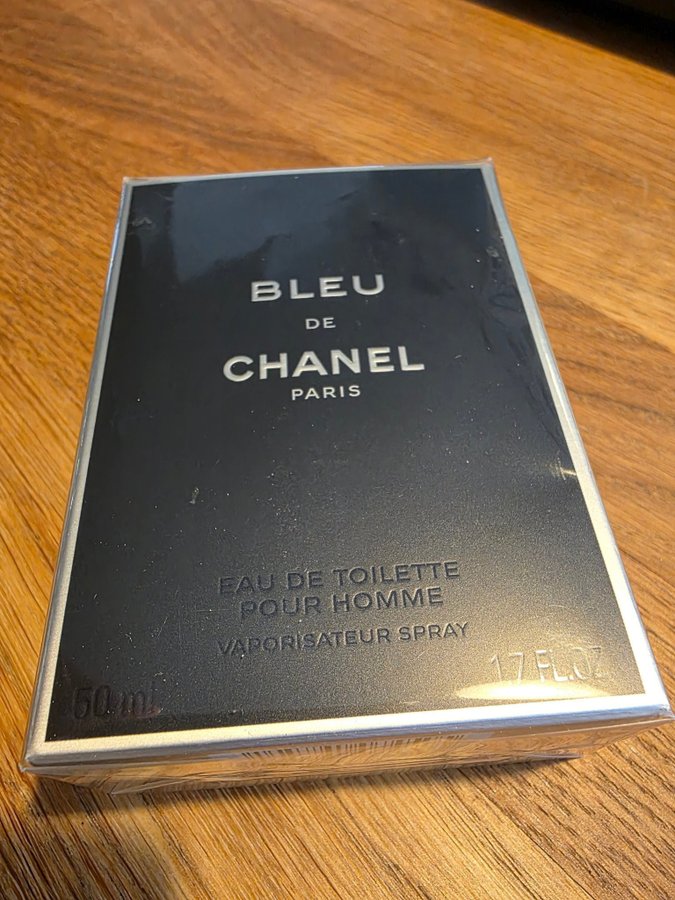 BLEU
DE
CHANEL
PARIS
EAU DE TOILETTE
POUR HOMME
VAPORISATEUR SPRAY
50 ml
1.7 FL.OZ